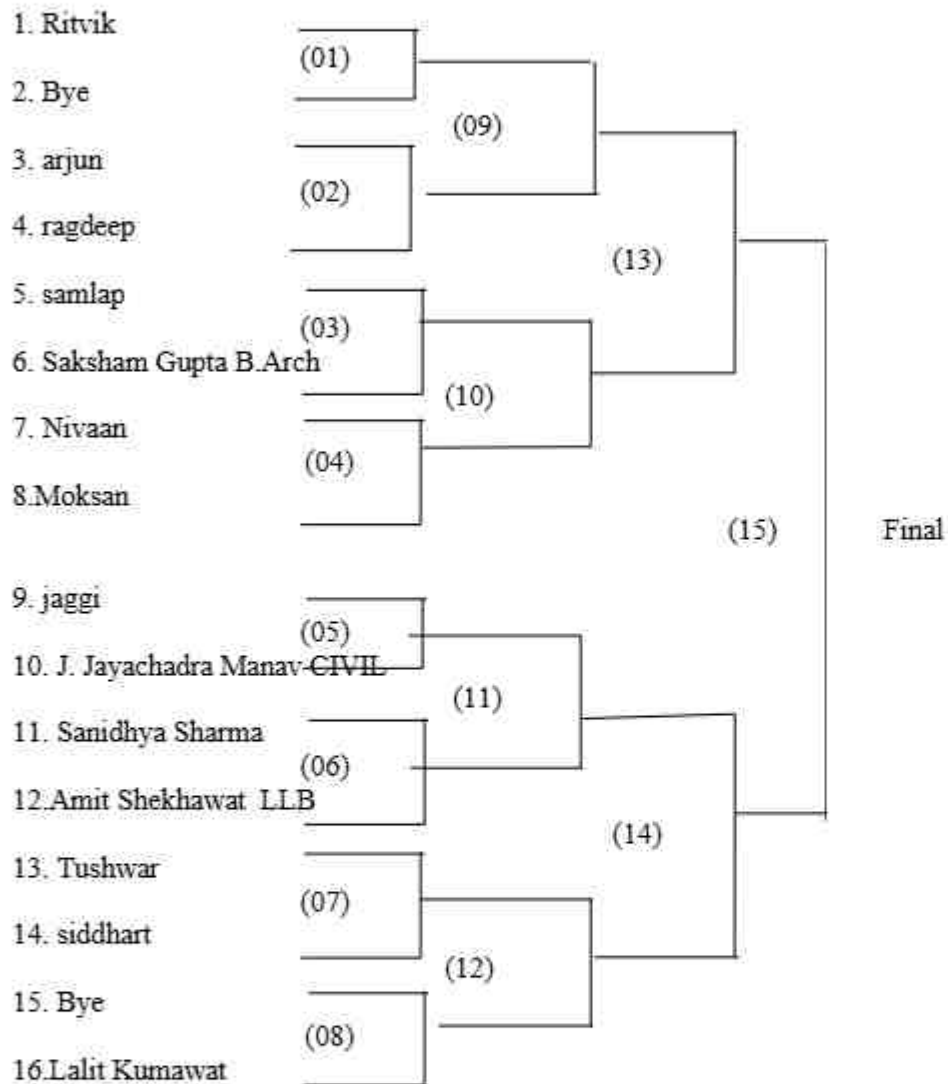 1. Ritvik
(01)
2. Bye
(09)
3. arjun
(02)
4. ragdeep
(13)
5. samlap
(03)
6. Saksham Gupta B.Arch
(10)
7. Nivaan
(04)
8.Moksan
(15)
Final
9. jaggi
(05)
10. J. Jayachadra Manav-CIVIL
(11)
11. Sanidhya Sharma
(06)
12.Amit Shekhawat LLB
(14)
13. Tushwar
(07)
14. siddhart
(12)
15. Bye
(08)
16.Lalit Kumawat